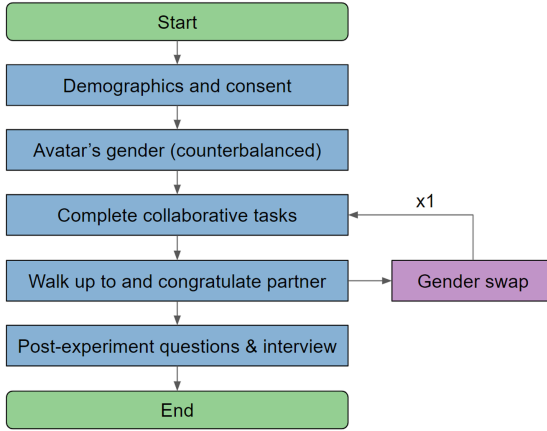 Start
Demographics and consent
Avatar's gender (counterbalanced)
Complete collaborative tasks
x1
Walk up to and congratulate partner
Gender swap
Post-experiment questions & interview
End